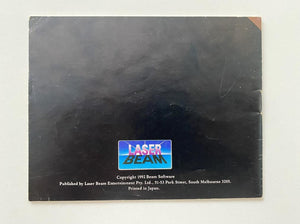 LASER
BEAM
Copyright 1992 Beam Software
Published by Laser Beam Entertainment Pty. Ltd., 51-53 Park Street, South Melbourne 3205.
Printed in Japan.